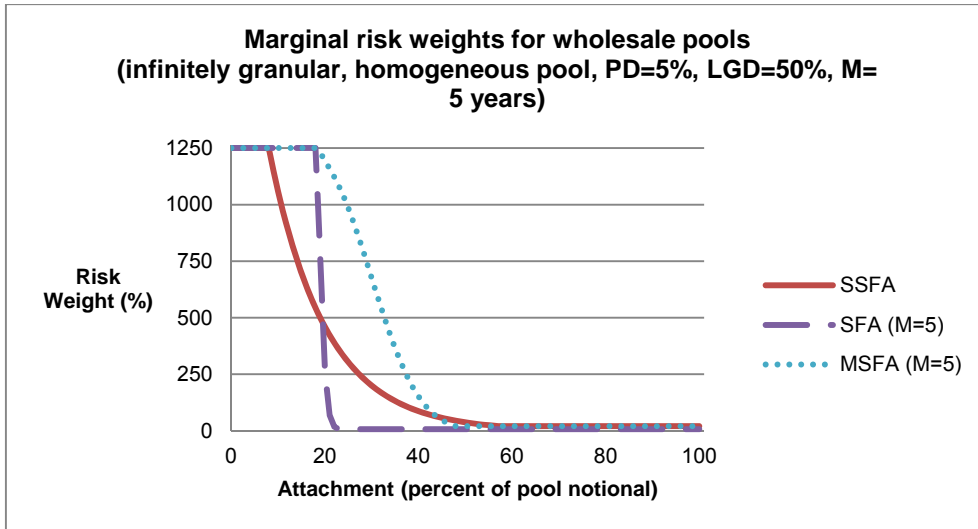 Marginal risk weights for wholesale pools
(infinitely granular, homogeneous pool, PD=5%, LGD=50%, M=
5 years)
1250
1000
750
500
250
0
Risk
Weight (%)
0 20 40 60 80 100
Attachment (percent of pool notional)
SSFA
SFA (M=5)
MSFA (M=5)